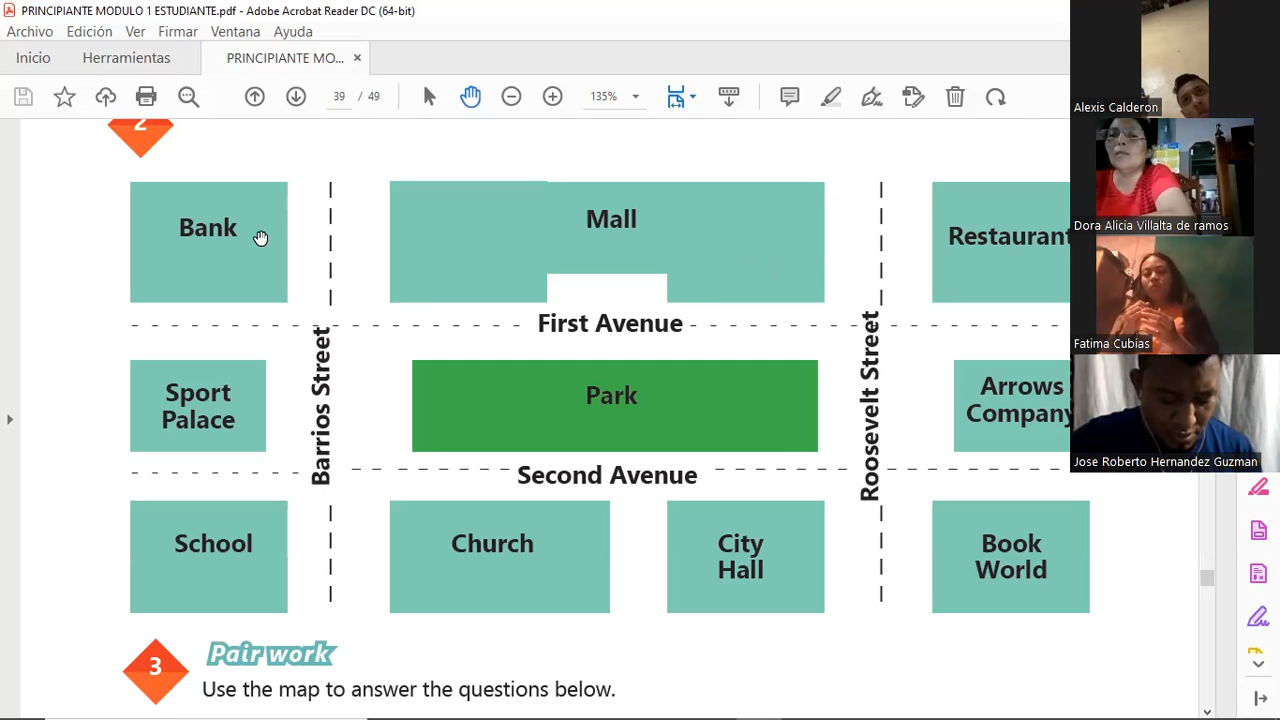 PRINCIPIANTE MODULO 1 ESTUDIANTE.pdf - Adobe Acrobat Reader DC (64-bit)
Archivo Edición Ver Firmar Ventana Ayuda
Inicio Herramientas PRINCIPIANTE MO... ×
39 / 49 135%
2
Bank
Mall
Restaurant
First Avenue
Barrios Street
Roosevelt Street
Sport
Palace
Park
Arrows
Company
Second Avenue
School
Church
City
Hall
Book
World
3 Pair work
Use the map to answer the questions below.
Alexis Calderon
Dora Alicia Villalta de ramos
Fatima Cubias
Jose Roberto Hernandez Guzman